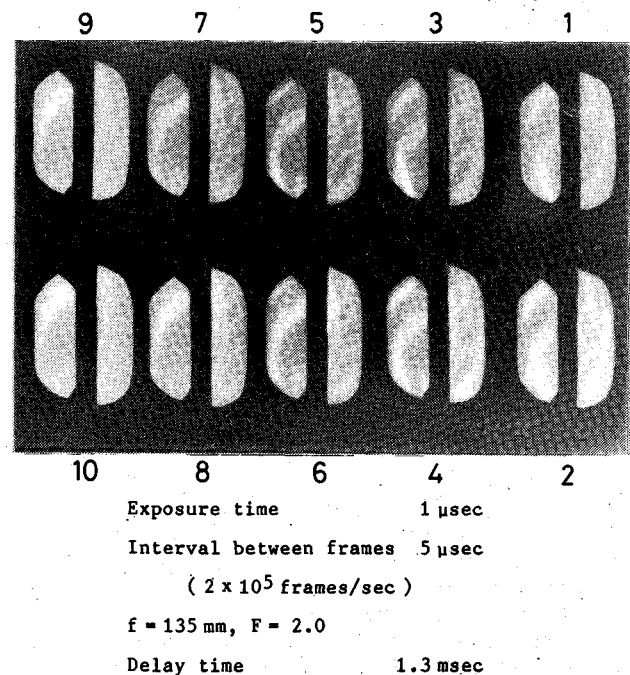 9 7 5 3 1
10 8 6 4 2
Exposure time 1 μsec
Interval between frames 5 μsec
( 2 x 10⁵ frames/sec )
f = 135 mm, F = 2.0
Delay time 1.3 msec